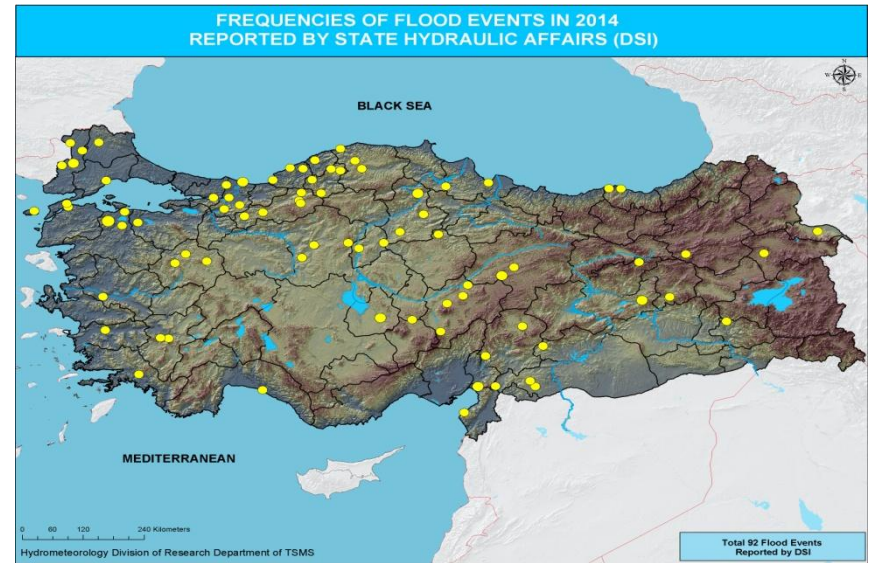 FREQUENCIES OF FLOOD EVENTS IN 2014
REPORTED BY STATE HYDRAULIC AFFAIRS (DSI)
N
W E
S
BLACK SEA
MEDITERRANEAN
0 60 120 240 Kilometers
Hydrometeorology Division of Research Department of TSMS
Total 92 Flood Events
Reported by DSI